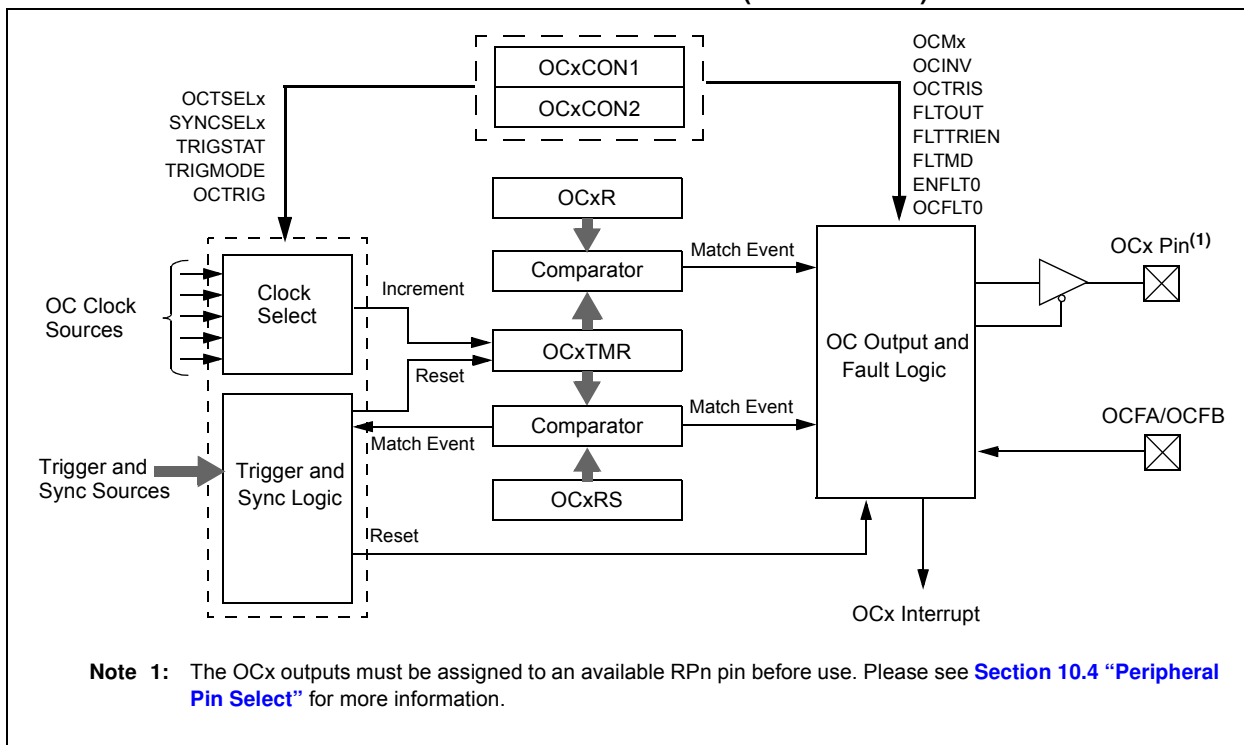 OCxCON1
OCxCON2
OCTSELx
SYNCSELx
TRIGSTAT
TRIGMODE
OCTRIG
OCMx
OCINV
OCTRIS
FLTOUT
FLTTRIEN
FLTMD
ENFLT0
OCFLT0
OCxR
Comparator
Match Event
OCx Pin(1)
OC Clock
Sources
Clock
Select
Increment
OCxTMR
Reset
OC Output and
Fault Logic
Match Event
Comparator
Match Event
OCFA/OCFB
Trigger and
Sync Sources
Trigger and
Sync Logic
OCxRS
Reset
OCx Interrupt
Note 1: The OCx outputs must be assigned to an available RPn pin before use. Please see Section 10.4 “Peripheral
Pin Select” for more information.